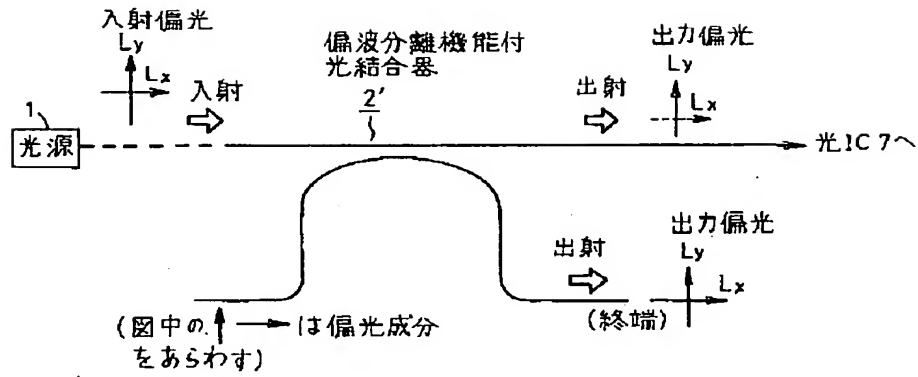 入射偏光
Ly
Lx
入射
偏波分離機能付
光結合器
2'
出射
出力偏光
Ly
Lx
1
光源
光IC7へ
出射
出力偏光
Ly
Lx
(終端)
(図中の↑→は偏光成分
をあらわす)